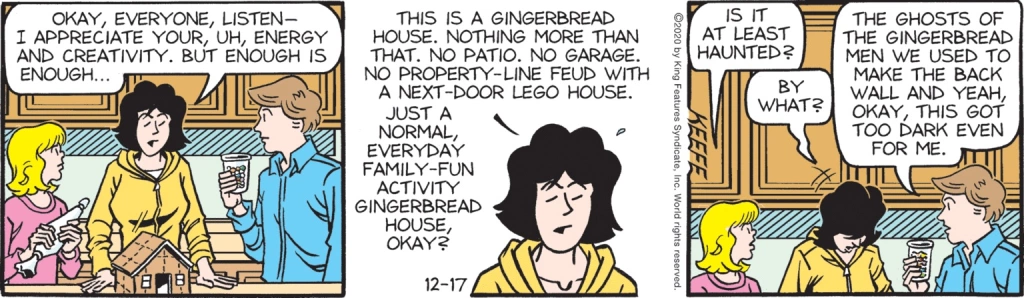 OKAY, EVERYONE, LISTEN—
I APPRECIATE YOUR, UH, ENERGY
AND CREATIVITY. BUT ENOUGH IS
ENOUGH...
THIS IS A GINGERBREAD
HOUSE. NOTHING MORE THAN
THAT. NO PATIO. NO GARAGE.
NO PROPERTY-LINE FEUD WITH
A NEXT-DOOR LEGO HOUSE.
JUST A
NORMAL,
EVERYDAY
FAMILY-FUN
ACTIVITY
GINGERBREAD
HOUSE,
OKAY?
12-17
©2020 by King Features Syndicate, Inc. World rights reserved.
IS IT
AT LEAST
HAUNTED?
BY
WHAT?
THE GHOSTS OF
THE GINGERBREAD
MEN WE USED TO
MAKE THE BACK
WALL AND YEAH,
OKAY, THIS GOT
TOO DARK EVEN
FOR ME.